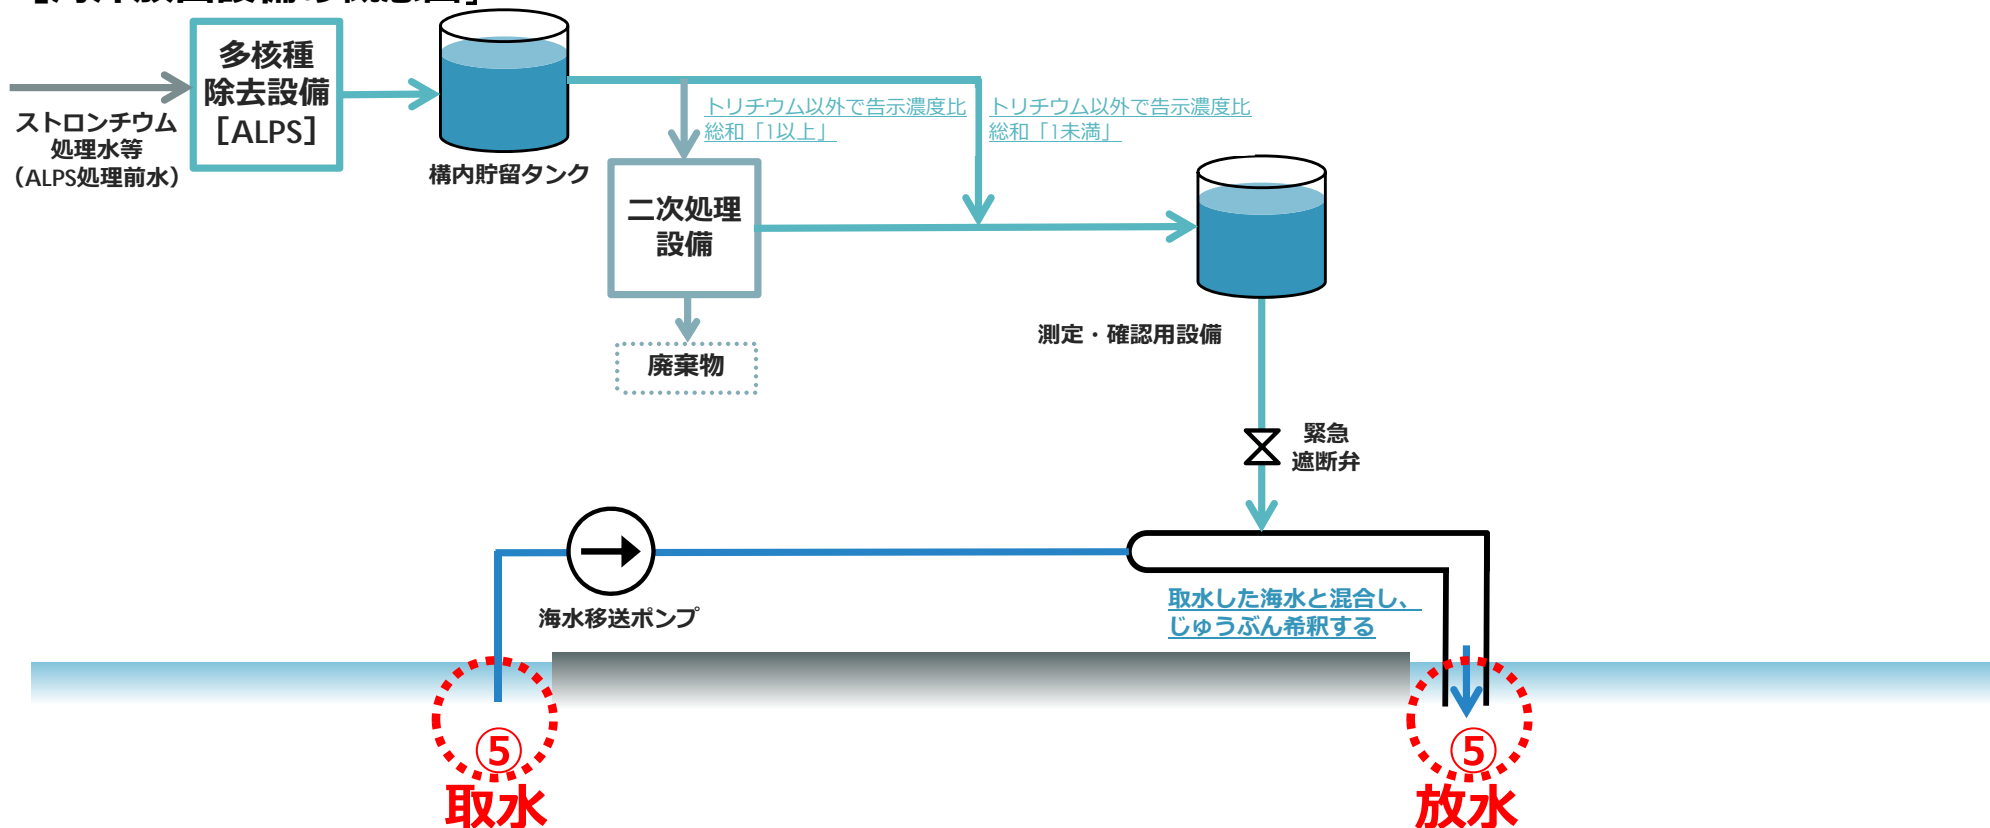 多核種
除去設備
［ALPS］
ストロンチウム
処理水等
（ALPS処理前水）
構内貯留タンク
トリチウム以外で告示濃度比
総和「1以上」
トリチウム以外で告示濃度比
総和「1未満」
二次処理
設備
廃棄物
測定・確認用設備
緊急
遮断弁
海水移送ポンプ
取水した海水と混合し、
じゅうぶん希釈する
⑤
取水
⑤
放水